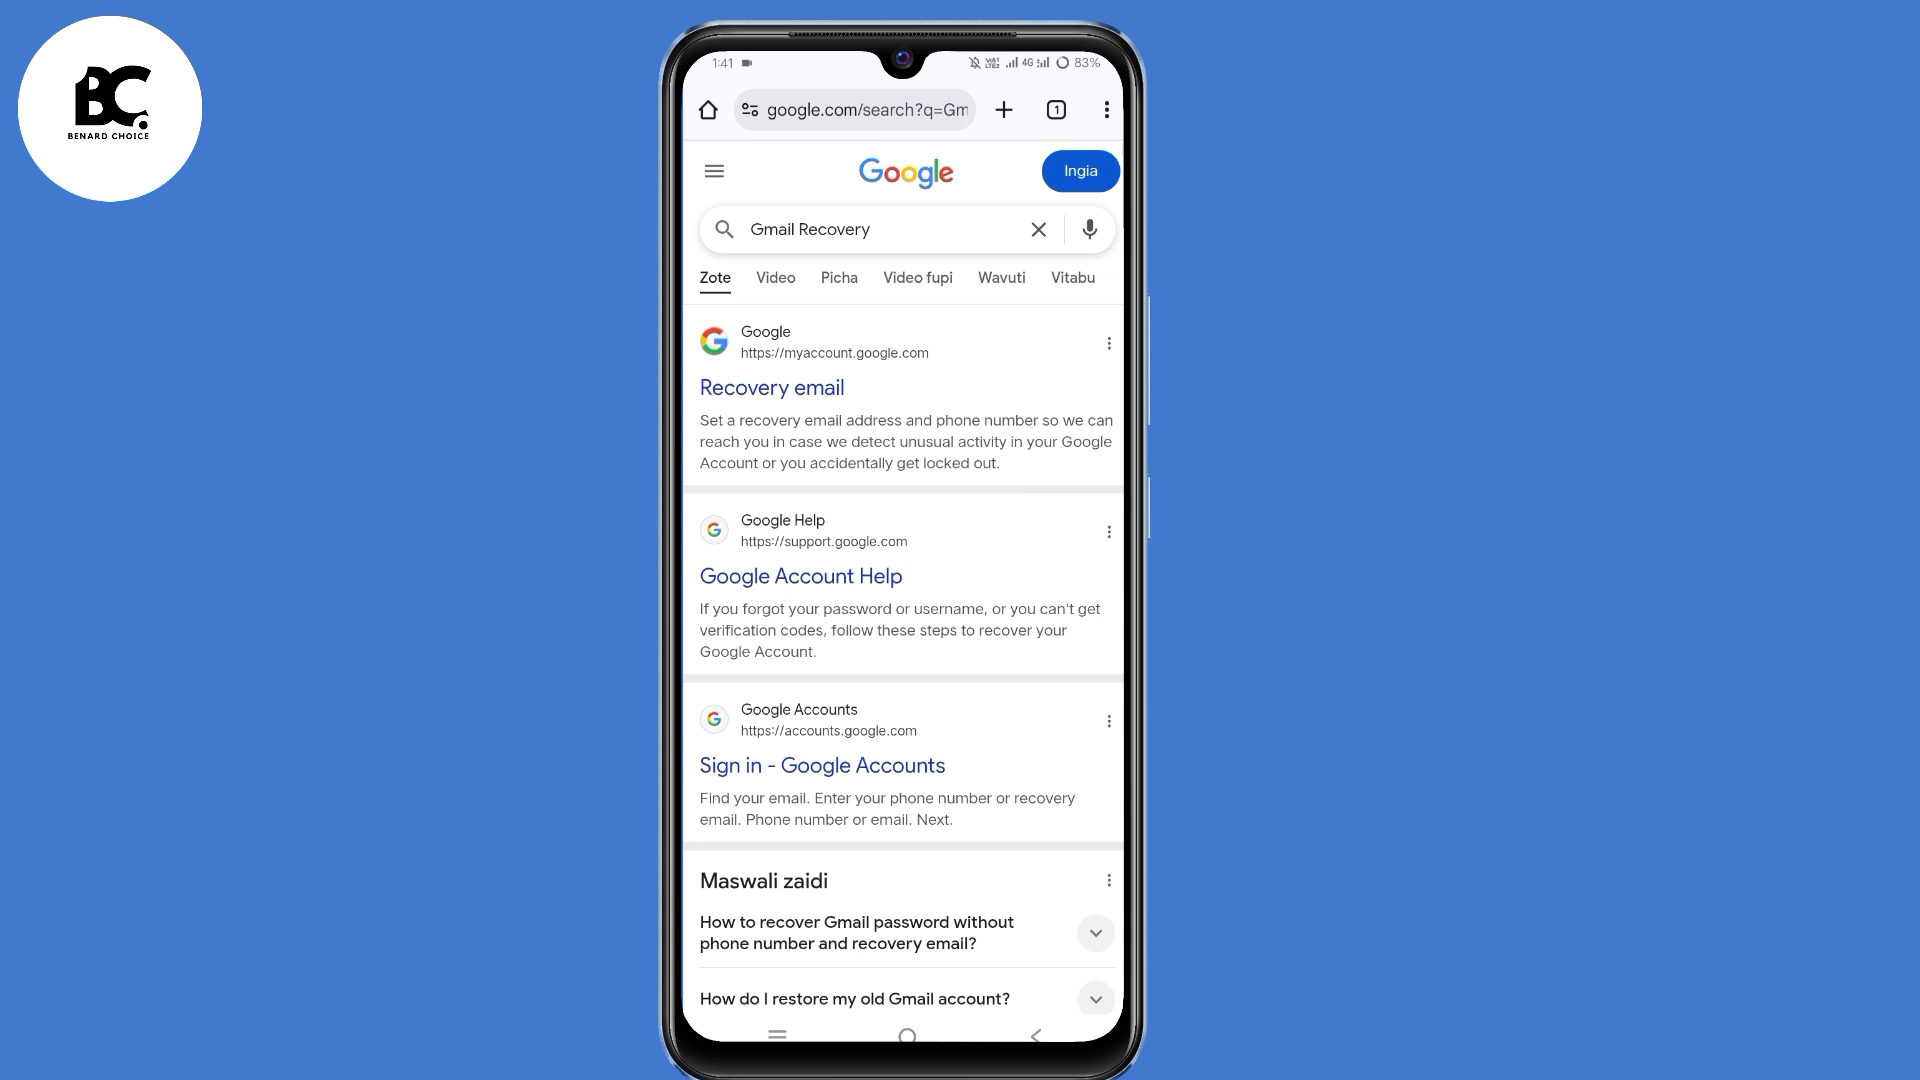 BC
BENARD CHOICE
1:41
4G
83%
google.com/search?q=Gm
1
Google
Ingia
Gmail Recovery
Zote Video Picha Video fupi Wavuti Vitabu
Google
https://myaccount.google.com
Recovery email
Set a recovery email address and phone number so we can
reach you in case we detect unusual activity in your Google
Account or you accidentally get locked out.
Google Help
https://support.google.com
Google Account Help
If you forgot your password or username, or you can't get
verification codes, follow these steps to recover your
Google Account.
Google Accounts
https://accounts.google.com
Sign in - Google Accounts
Find your email. Enter your phone number or recovery
email. Phone number or email. Next.
Maswali zaidi
How to recover Gmail password without
phone number and recovery email?
How do I restore my old Gmail account?